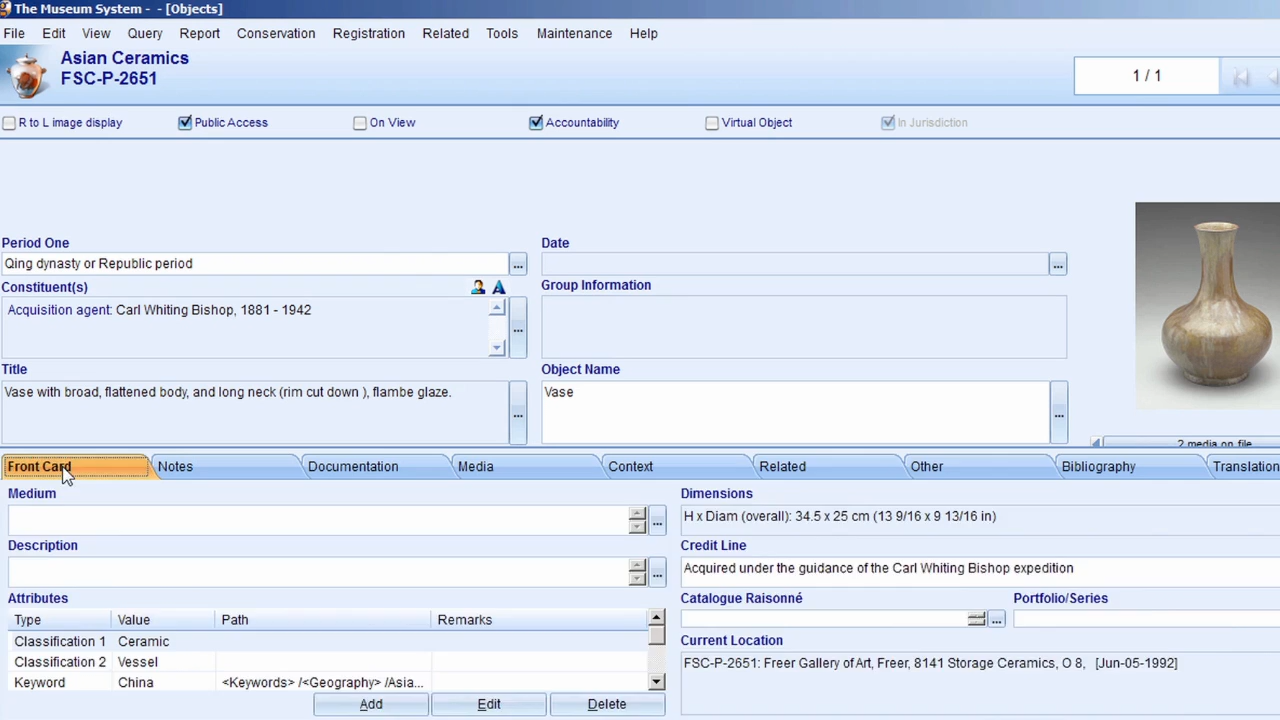 The Museum System - - [Objects]
File Edit View Query Report Conservation Registration Related Tools Maintenance Help
Asian Ceramics
FSC-P-2651
1 / 1
R to L image display Public Access On View Accountability Virtual Object In Jurisdiction
Period One Date
Qing dynasty or Republic period ... ...
Constituent(s) Group Information
Acquisition agent: Carl Whiting Bishop, 1881 - 1942 ...
Title Object Name
Vase with broad, flattened body, and long neck (rim cut down ), flambe glaze. ... Vase ...
2 media on file
Front Card Notes Documentation Media Context Related Other Bibliography Translation
Medium Dimensions
... H x Diam (overall): 34.5 x 25 cm (13 9/16 x 9 13/16 in)
Description Credit Line
... Acquired under the guidance of the Carl Whiting Bishop expedition
Attributes Catalogue Raisonné Portfolio/Series
Type Value Path Remarks ...
Classification 1 Ceramic Current Location
Classification 2 Vessel FSC-P-2651: Freer Gallery of Art, Freer, 8141 Storage Ceramics, O 8, [Jun-05-1992]
Keyword China <Keywords> /<Geography> /Asia...
Add Edit Delete